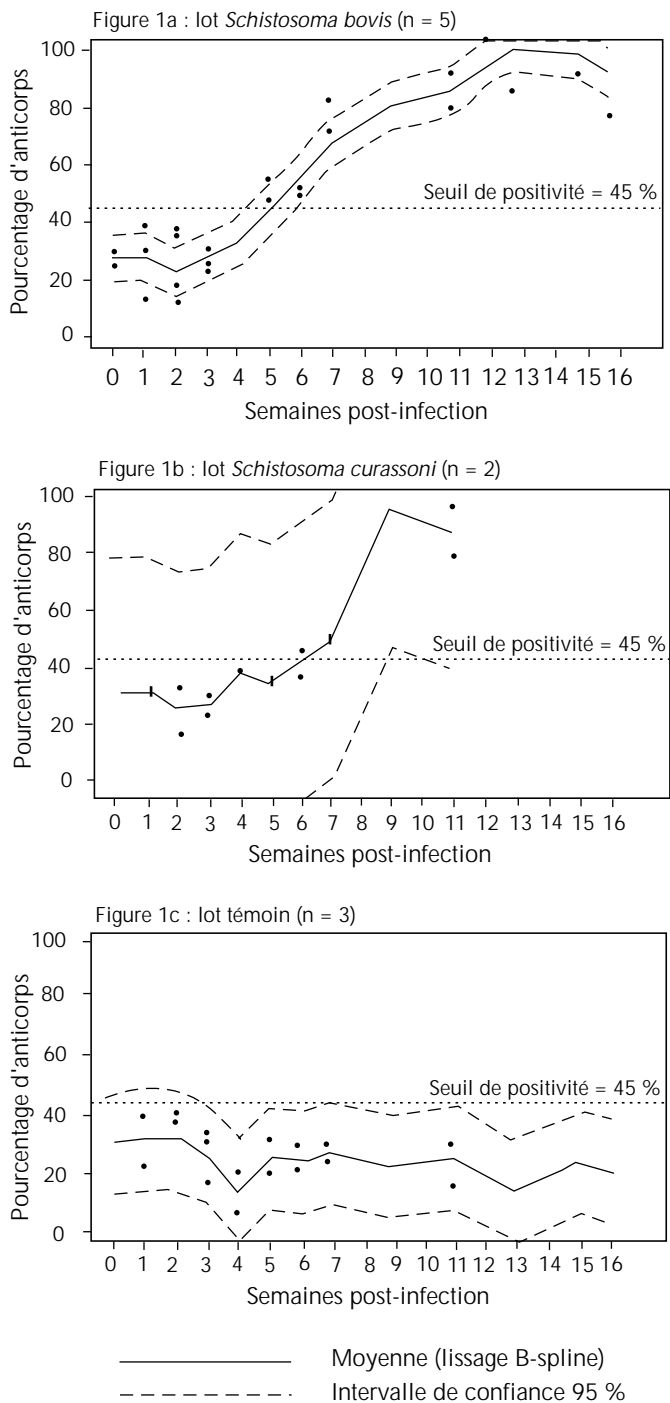 Figure 1a : lot Schistosoma bovis (n = 5)
Pourcentage d'anticorps
100
80
60
40
20
0
Seuil de positivité = 45 %
0 1 2 3 4 5 6 7 8 9 10 11 12 13 14 15 16
Semaines post-infection
Figure 1b : lot Schistosoma curassoni (n = 2)
Pourcentage d'anticorps
100
80
60
40
20
0
Seuil de positivité = 45 %
0 1 2 3 4 5 6 7 8 9 10 11 12 13 14 15 16
Semaines post-infection
Figure 1c : lot témoin (n = 3)
Pourcentage d'anticorps
100
80
60
40
20
0
Seuil de positivité = 45 %
0 1 2 3 4 5 6 7 8 9 10 11 12 13 14 15 16
Semaines post-infection
Moyenne (lissage B-spline)
Intervalle de confiance 95 %